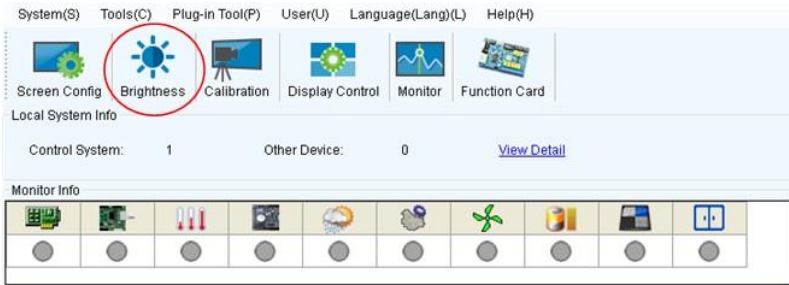 System(S) Tools(C) Plug-in Tool(P) User(U) Language(Lang)(L) Help(H)
Screen Config Brightness Calibration Display Control Monitor Function Card
Local System Info
Control System: 1 Other Device: 0 View Detail
Monitor Info